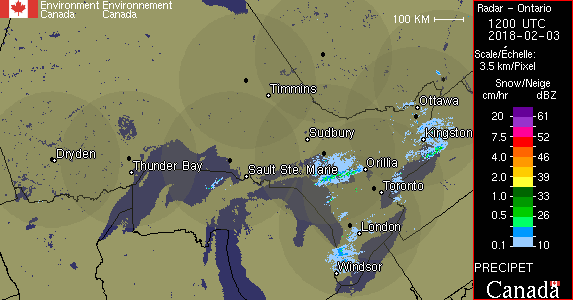 Environment Environnement
Canada Canada
100 KM
Timmins
Ottawa
Sudbury
Kingston
Dryden
Thunder Bay
Sault Ste. Marie
Orillia
Toronto
London
Windsor
Radar - Ontario
1200 UTC
2018-02-03
Scale/Échelle:
3.5 km/Pixel
Snow/Neige
cm/hr dBZ
20 61
7.5 52
4.0 46
2.0 39
1.0 33
0.5 26
0.1 10
PRECIPET
Canada